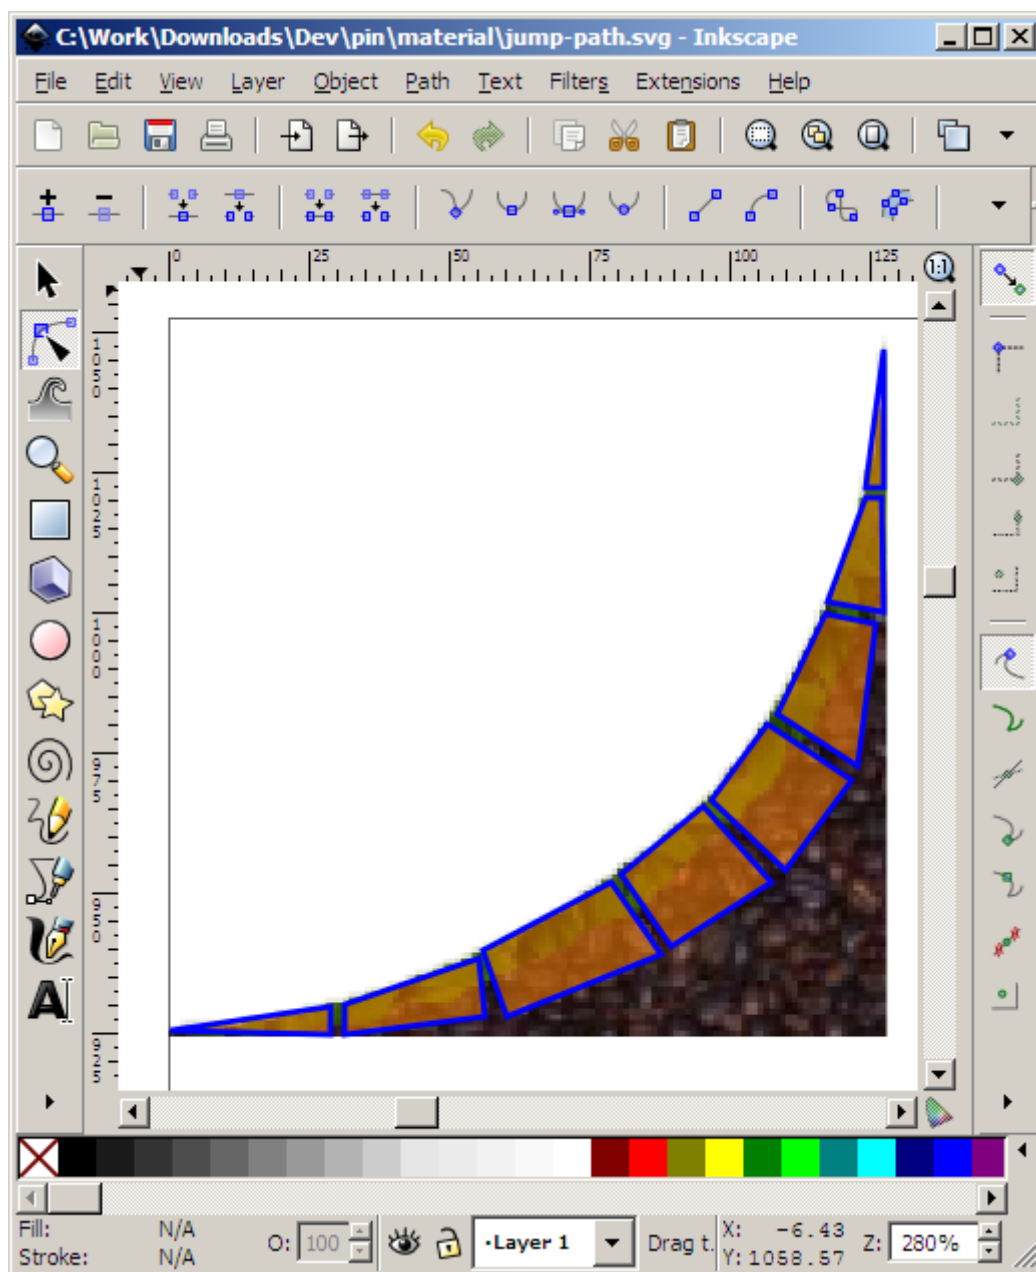 C:\Work\Downloads\Dev\pin\material\jump-path.svg - Inkscape
File Edit View Layer Object Path Text Filters Extensions Help
0 25 50 75 100 125
1:1
1050
1025
1000
975
950
925
A
Fill: N/A O: 100 ·Layer 1 Drag t. X: -6.43 Z: 280%
Stroke: N/A Y: 1058.57